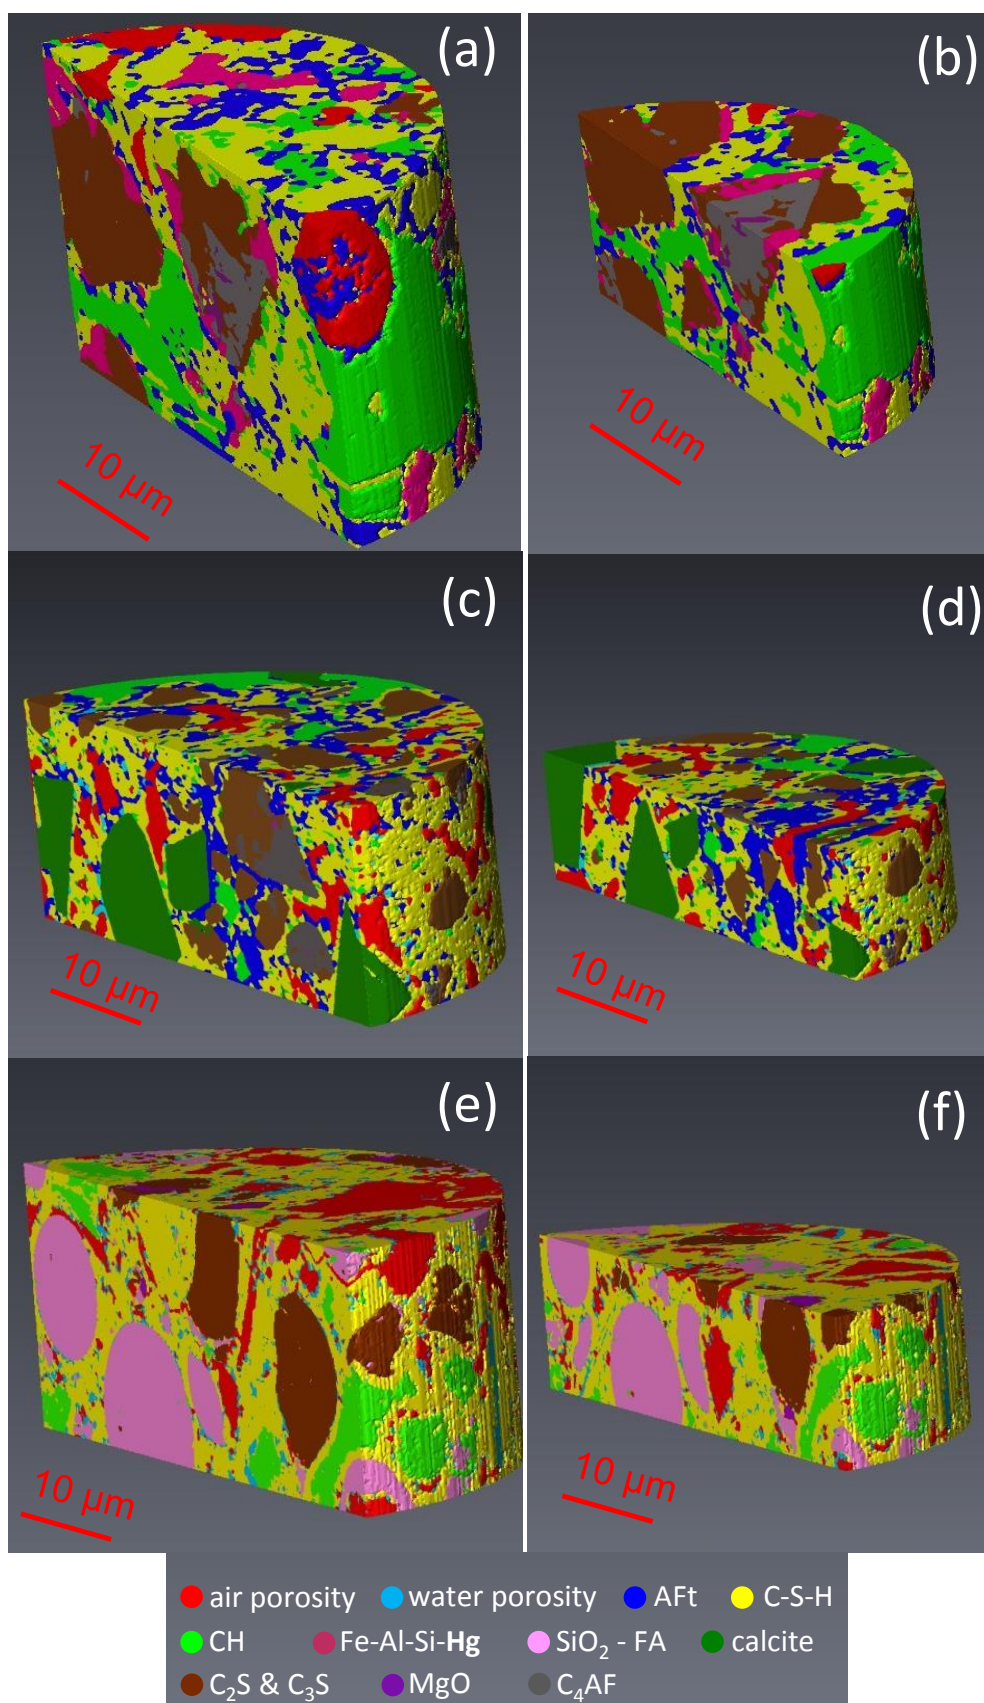 (a)
(b)
10 μm
10 μm
(c)
(d)
10 μm
10 μm
(e)
(f)
10 μm
10 μm
air porosity water porosity AFt C-S-H
CH Fe-Al-Si-Hg SiO₂ - FA calcite
C₂S & C₃S MgO C₄AF